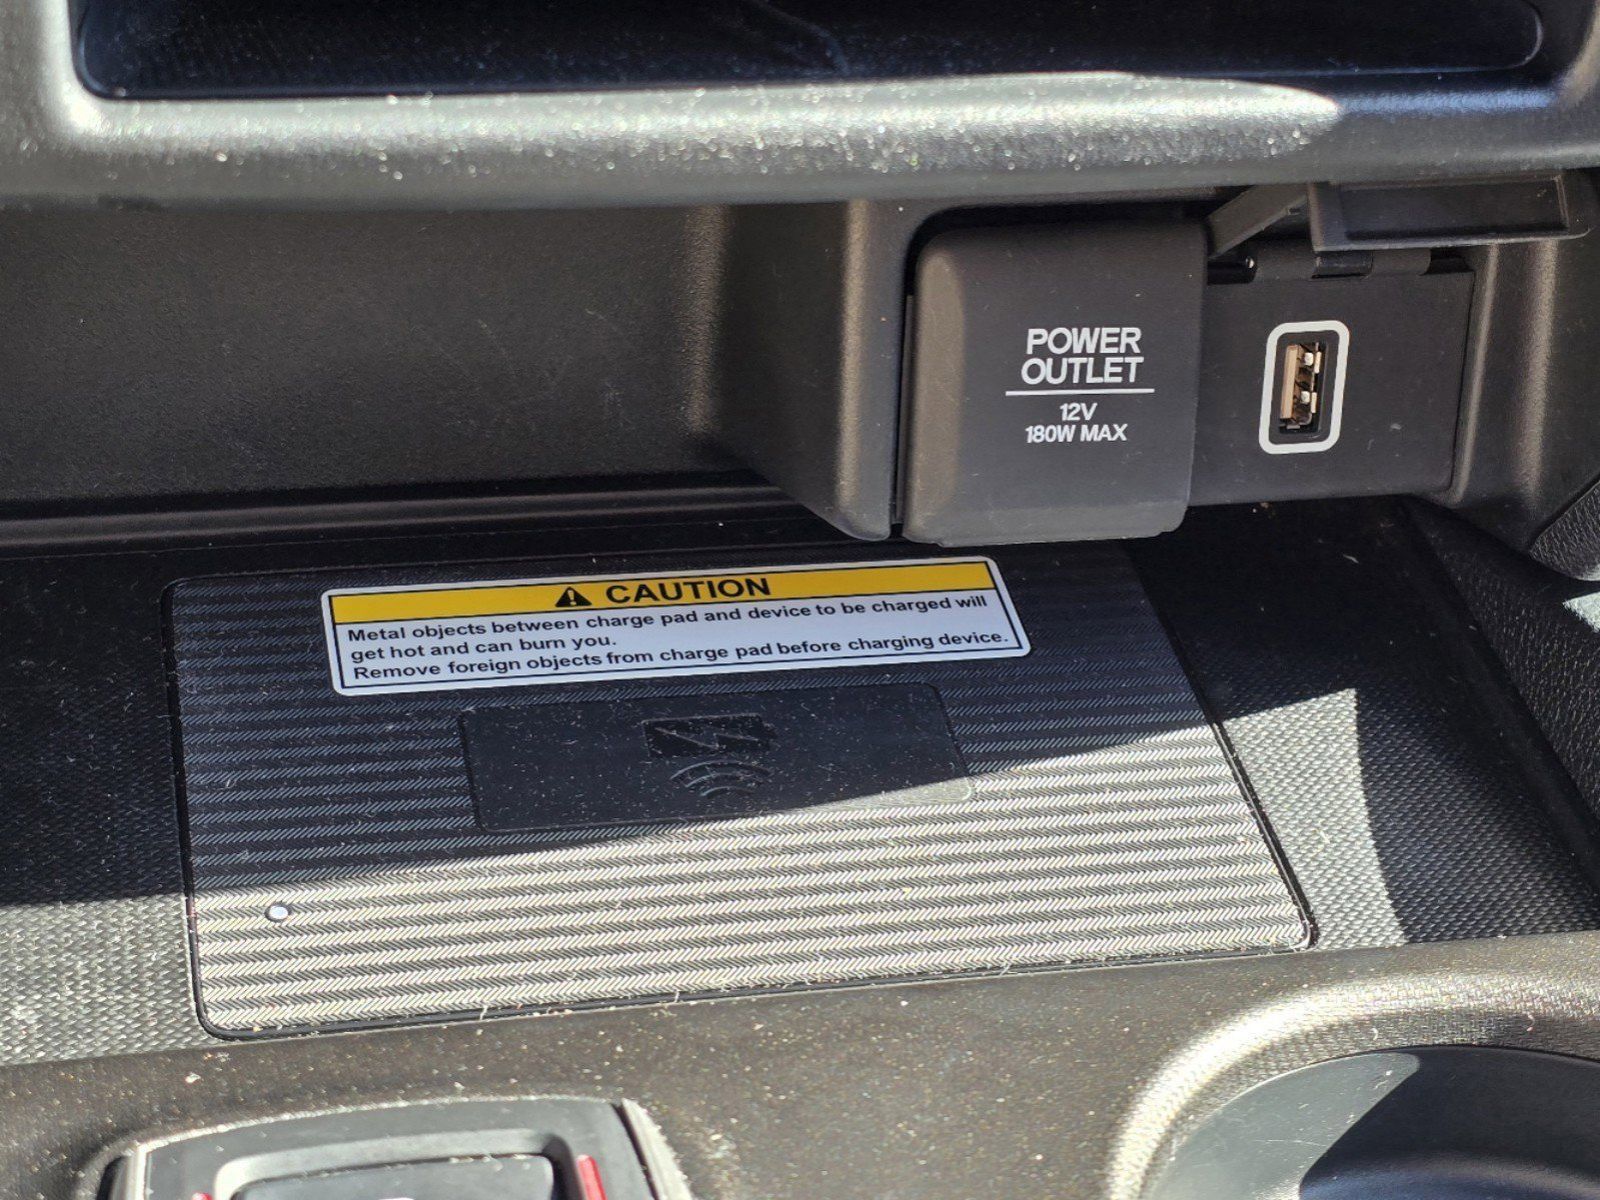 POWER
OUTLET
12V
180W MAX
CAUTION
Metal objects between charge pad and device to be charged will
get hot and can burn you.
Remove foreign objects from charge pad before charging device.